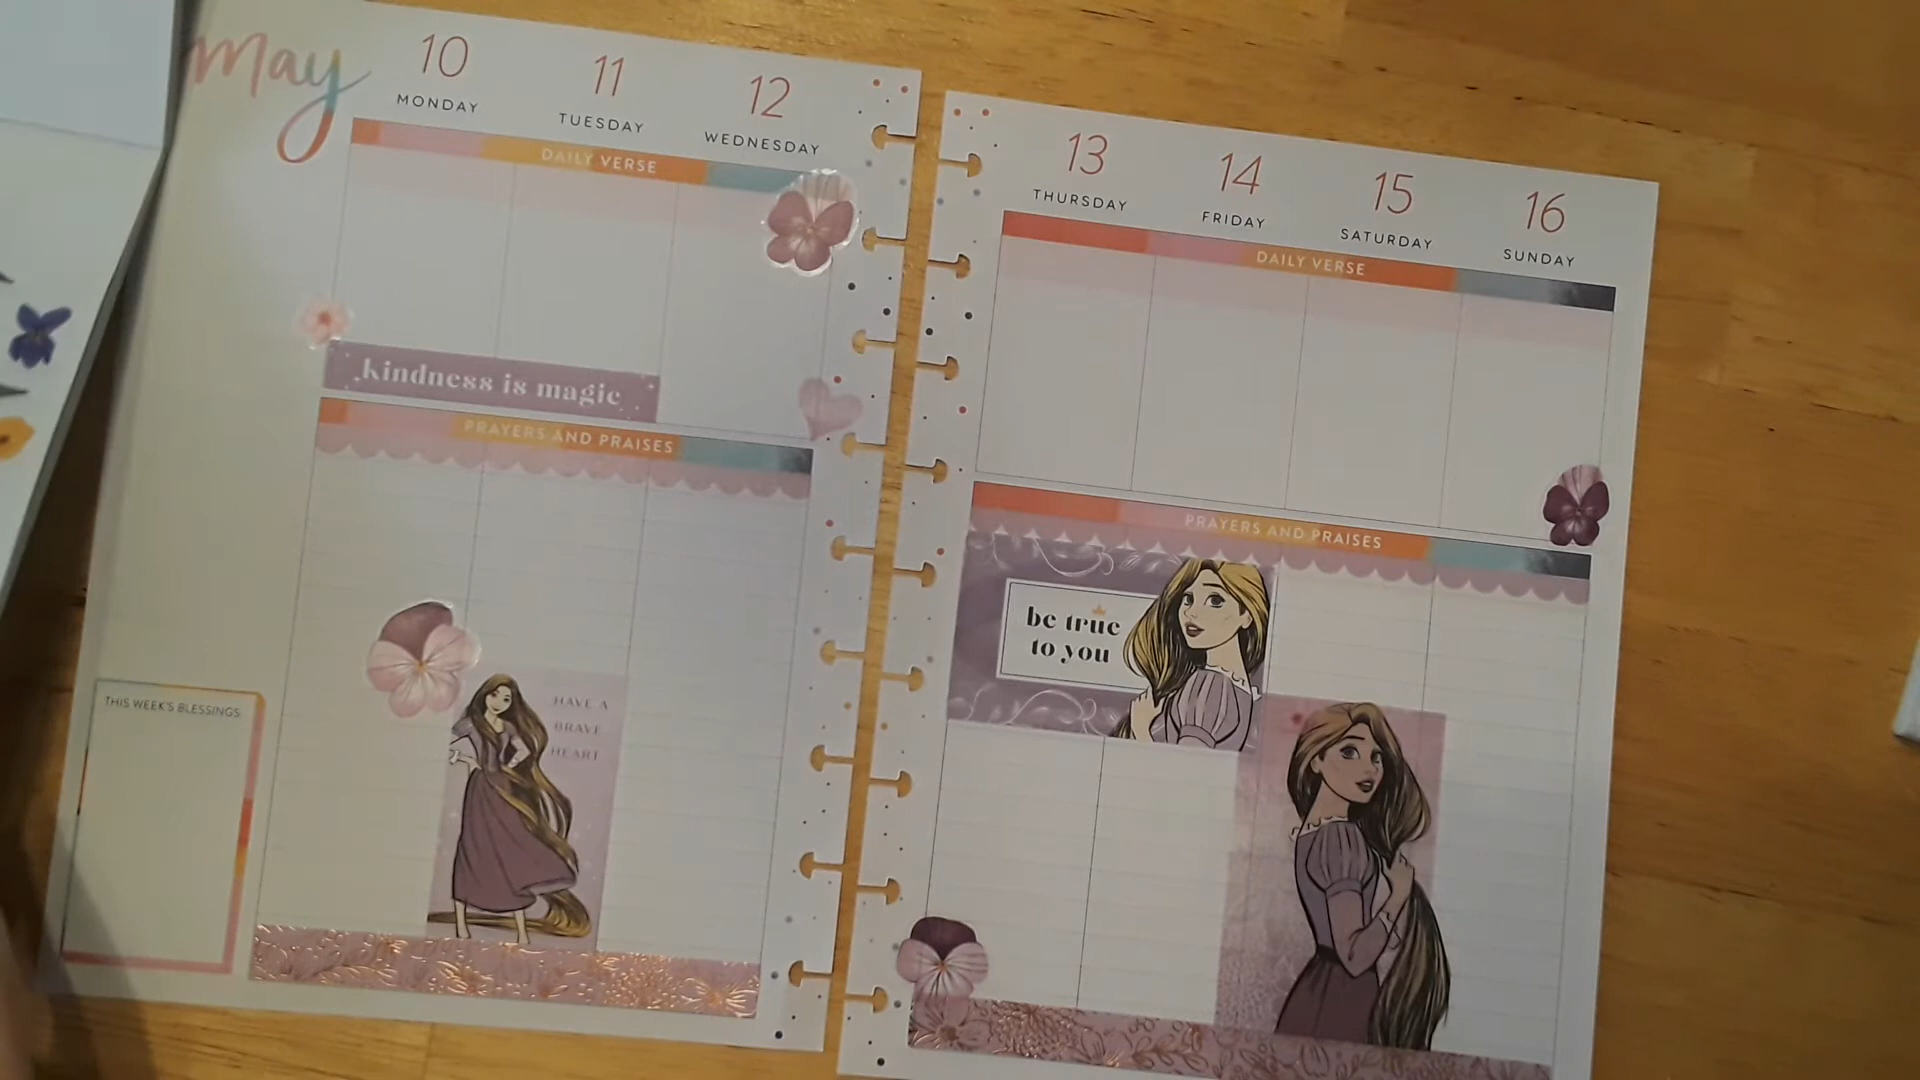 may
10
MONDAY
11
TUESDAY
12
WEDNESDAY
DAILY VERSE
kindness is magic
PRAYERS AND PRAISES
HAVE A
BRAVE
HEART
THIS WEEK'S BLESSINGS:
13
THURSDAY
14
FRIDAY
15
SATURDAY
16
SUNDAY
DAILY VERSE
PRAYERS AND PRAISES
be true
to you